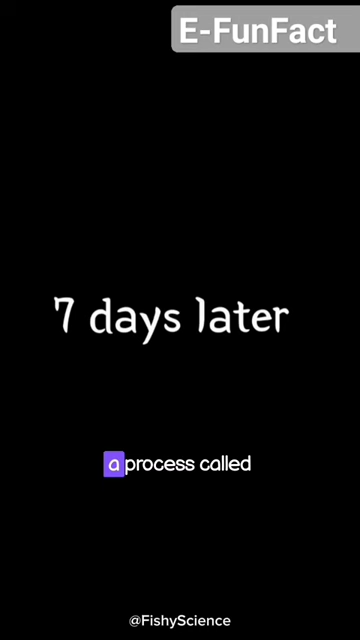 E-FunFact
7 days later
a process called
@FishyScience